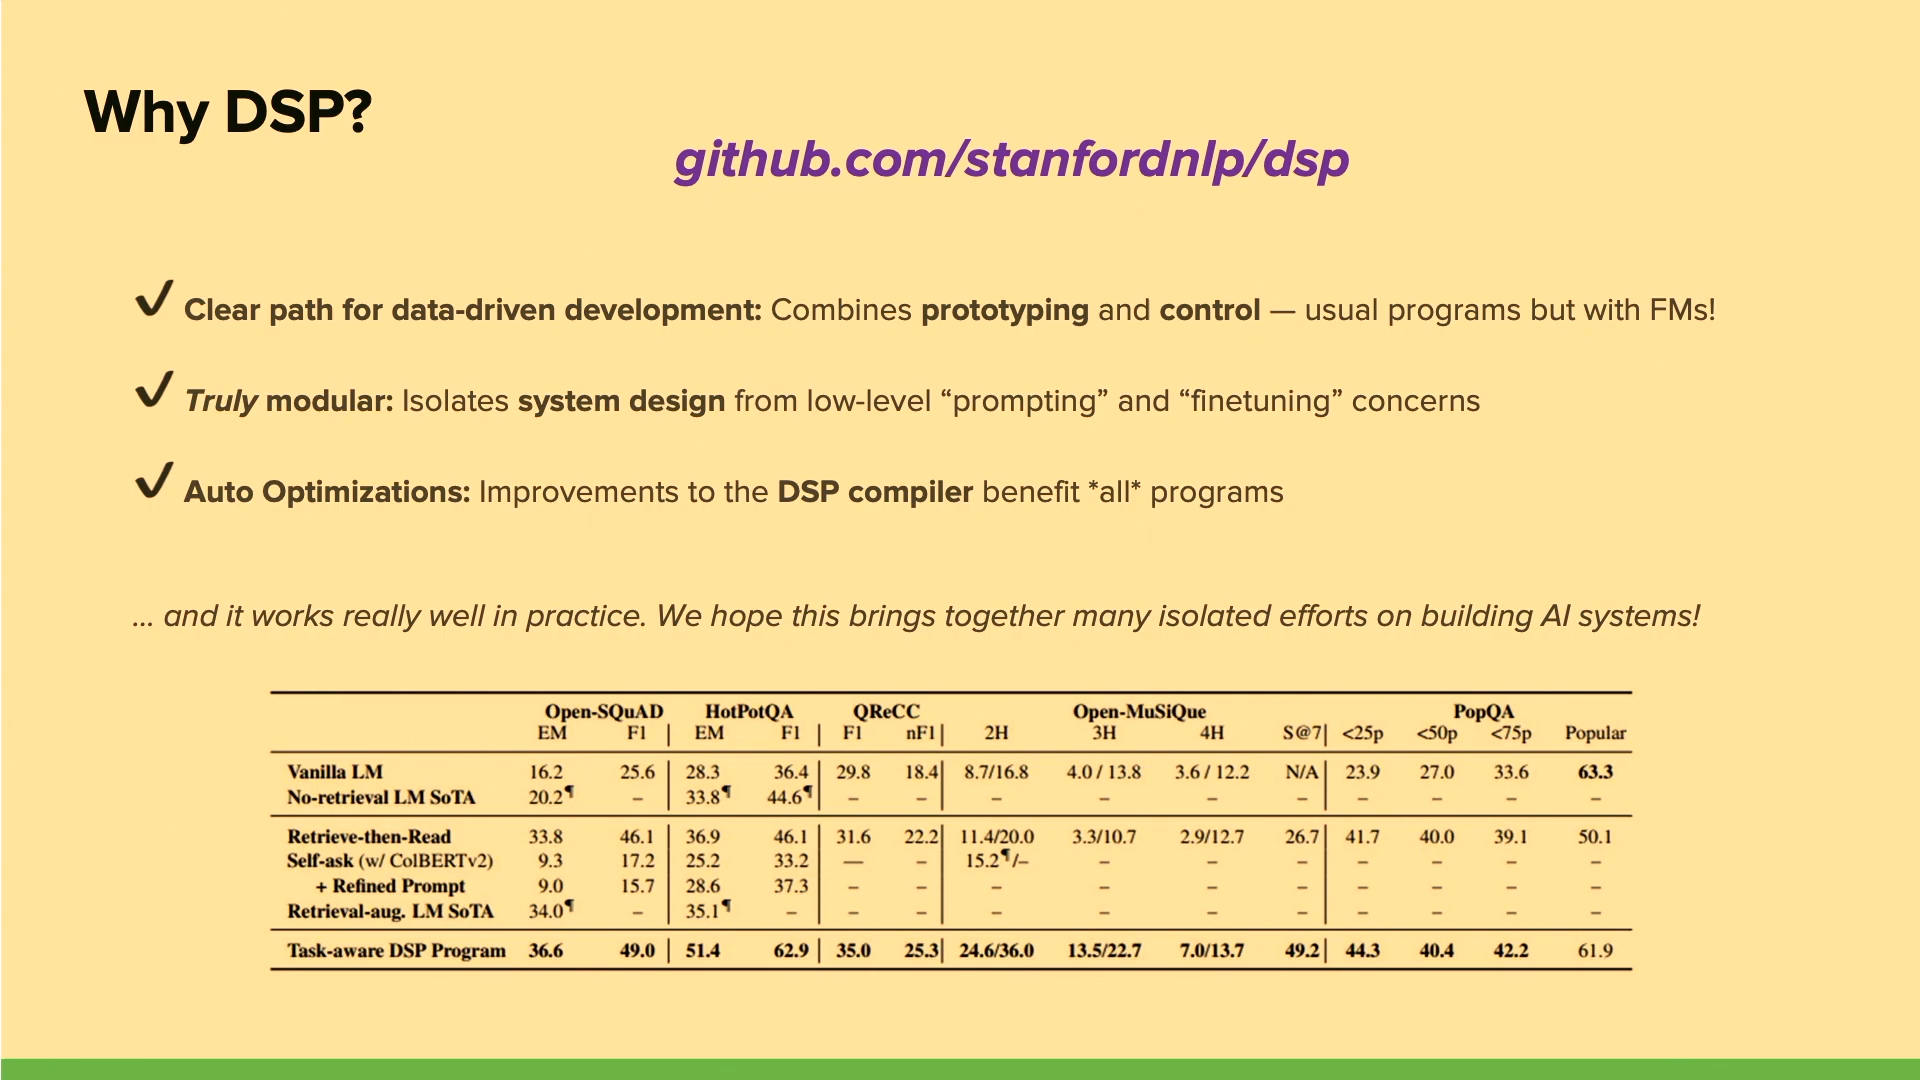 Why DSP?
github.com/stanfordnlp/dsp
✔ Clear path for data-driven development: Combines prototyping and control — usual programs but with FMs!
✔ Truly modular: Isolates system design from low-level “prompting” and “finetuning” concerns
✔ Auto Optimizations: Improvements to the DSP compiler benefit *all* programs
... and it works really well in practice. We hope this brings together many isolated efforts on building AI systems!
Open-SQuAD HotPotQA QReCC Open-MuSiQue PopQA
EM F1 | EM F1 | F1 nF1 | 2H 3H 4H S@7 | <25p <50p <75p Popular
Vanilla LM 16.2 25.6 28.3 36.4 29.8 18.4 8.7/16.8 4.0 / 13.8 3.6 / 12.2 N/A 23.9 27.0 33.6 63.3
No-retrieval LM SoTA 20.2¶ – 33.8¶ 44.6¶ – – – – – – – – – –
Retrieve-then-Read 33.8 46.1 36.9 46.1 31.6 22.2 11.4/20.0 3.3/10.7 2.9/12.7 26.7 41.7 40.0 39.1 50.1
Self-ask (w/ ColBERTv2) 9.3 17.2 25.2 33.2 — – 15.2¶/– – – – – – – –
+ Refined Prompt 9.0 15.7 28.6 37.3 – – – – – – – – – –
Retrieval-aug. LM SoTA 34.0¶ – 35.1¶ – – – – – – – – – – –
Task-aware DSP Program 36.6 49.0 | 51.4 62.9 | 35.0 25.3 | 24.6/36.0 13.5/22.7 7.0/13.7 49.2 | 44.3 40.4 42.2 61.9